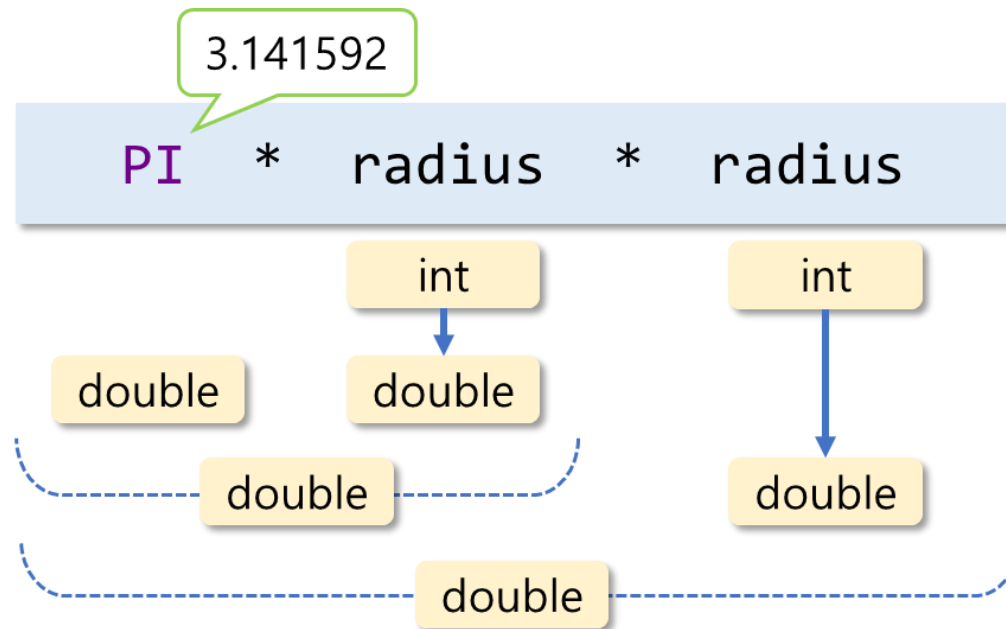 3.141592
PI * radius * radius
int int
double double
double double
double